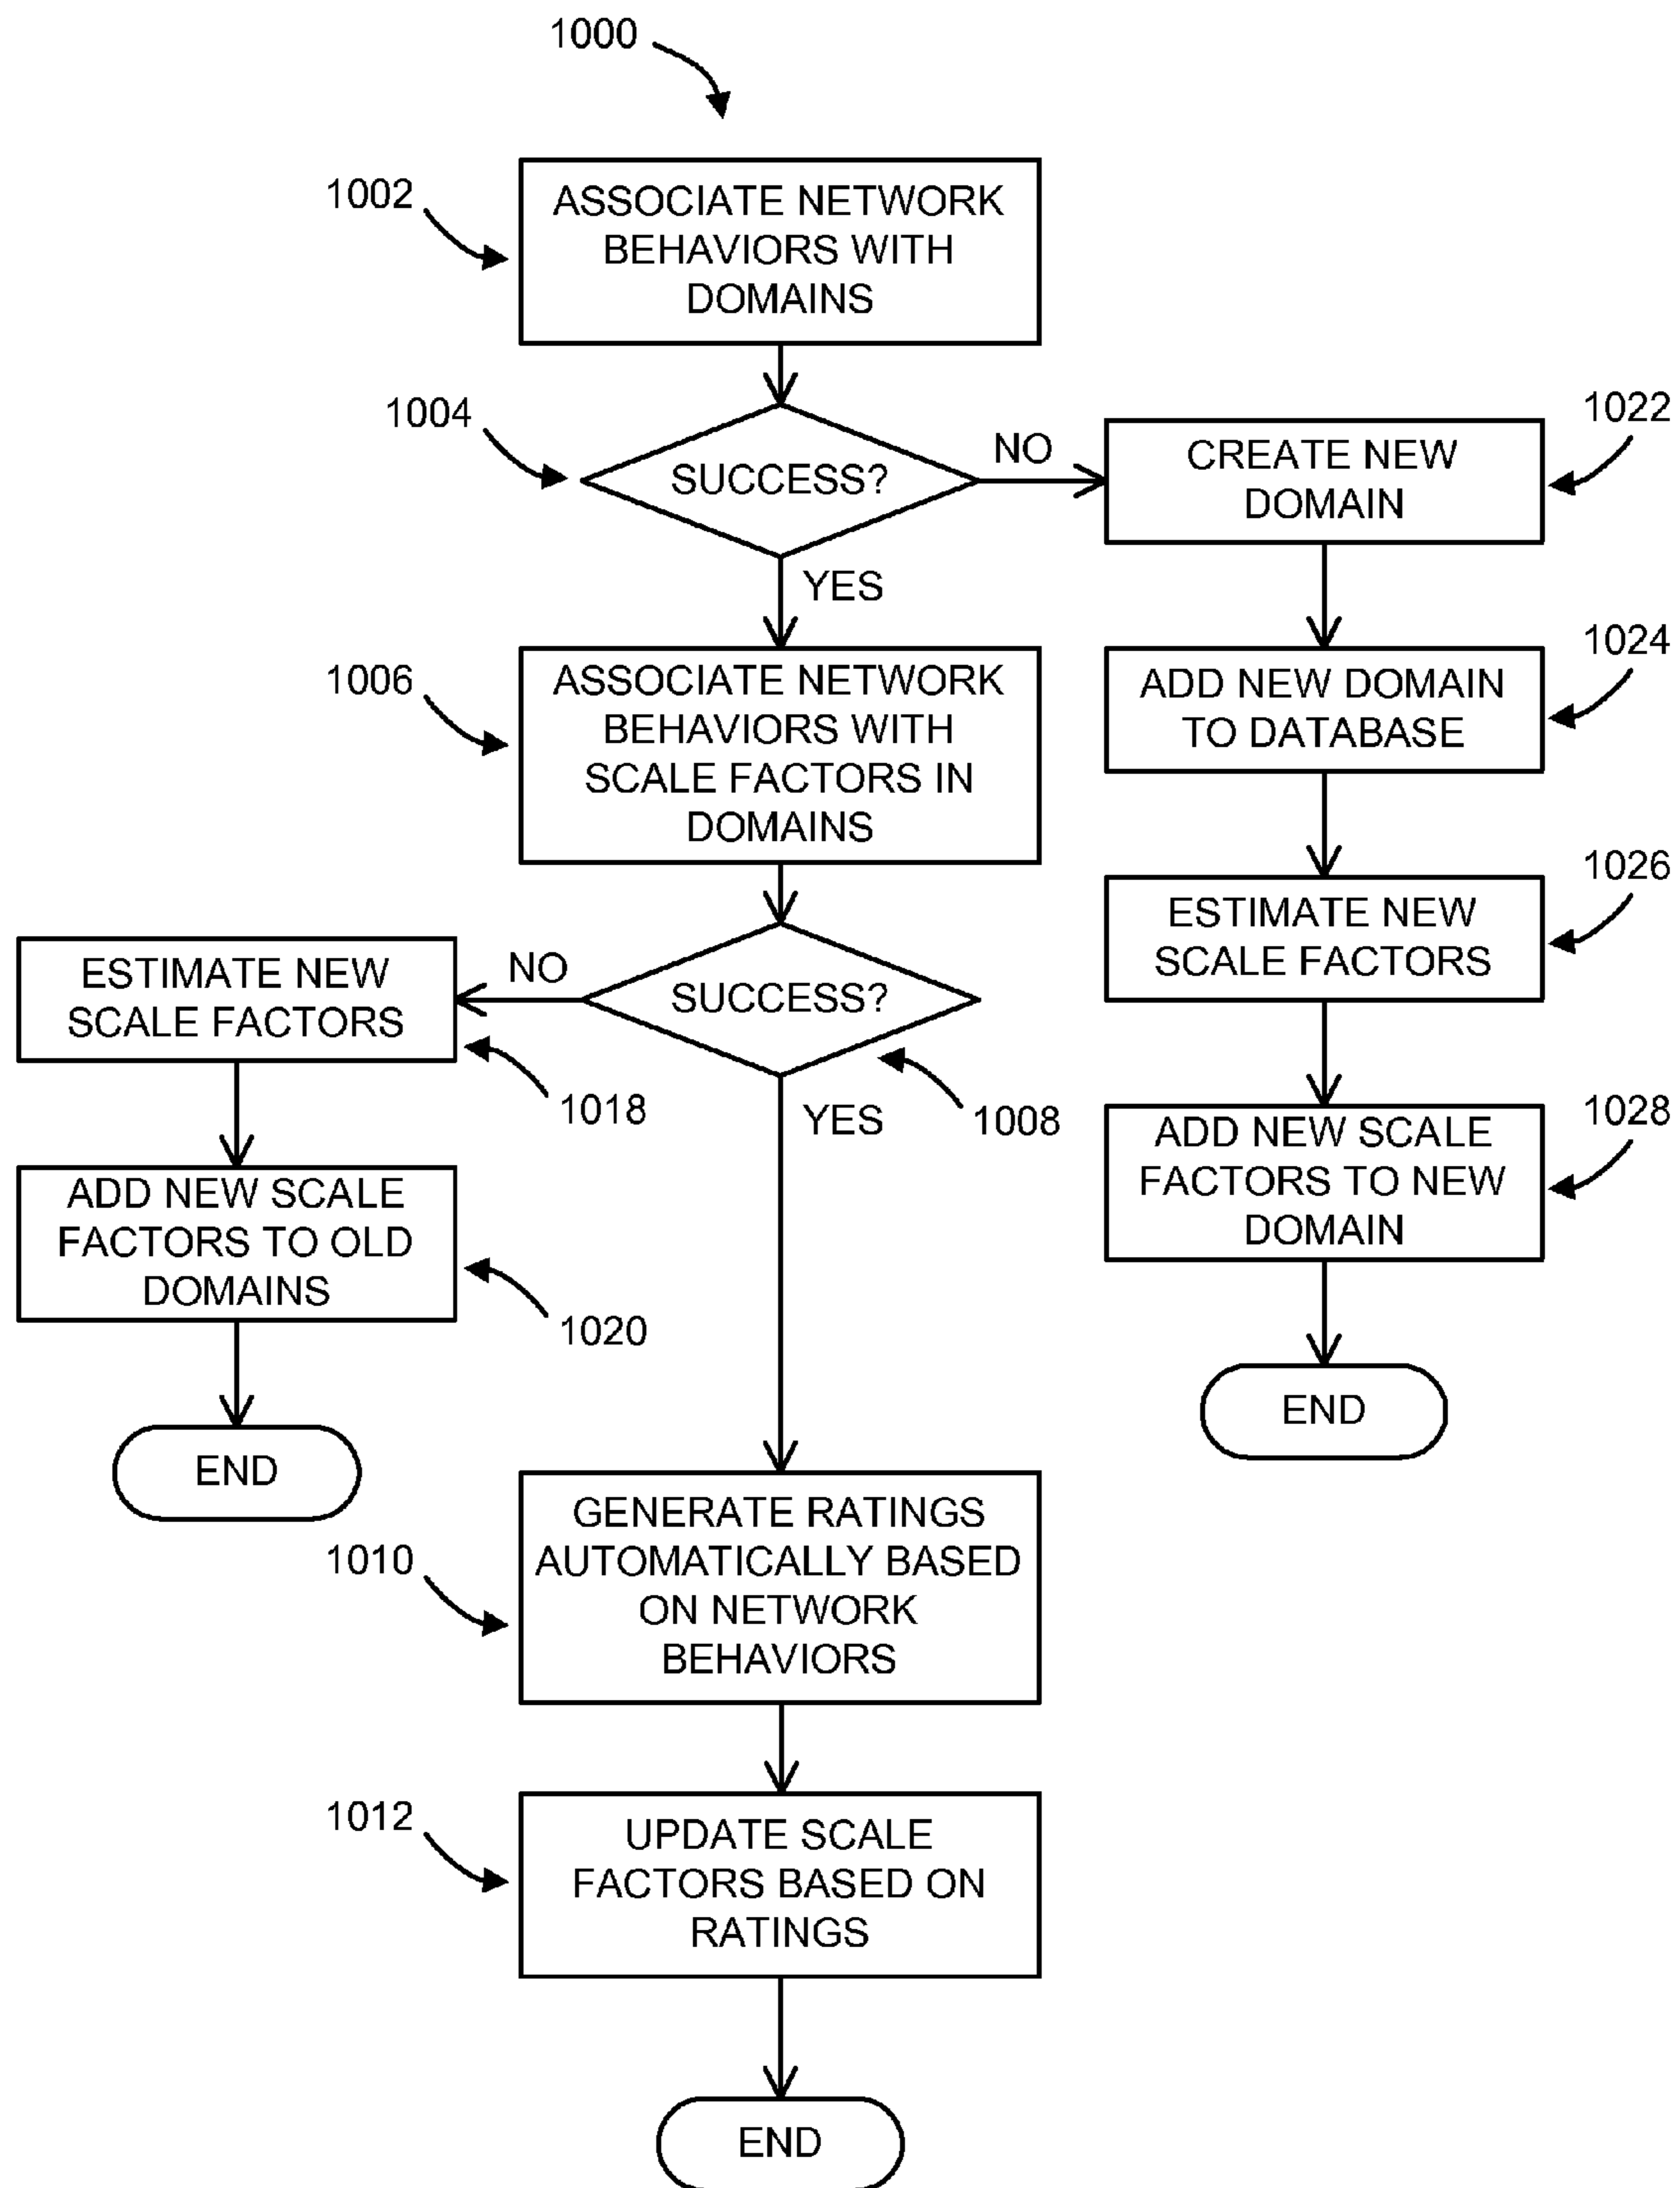 1000
1002
ASSOCIATE NETWORK
BEHAVIORS WITH
DOMAINS
1004
SUCCESS?
NO
YES
1022
CREATE NEW
DOMAIN
1024
ADD NEW DOMAIN
TO DATABASE
1006
ASSOCIATE NETWORK
BEHAVIORS WITH
SCALE FACTORS IN
DOMAINS
1026
ESTIMATE NEW
SCALE FACTORS
ESTIMATE NEW
SCALE FACTORS
NO
SUCCESS?
1018
YES
1008
1028
ADD NEW SCALE
FACTORS TO NEW
DOMAIN
ADD NEW SCALE
FACTORS TO OLD
DOMAINS
1020
END
END
1010
GENERATE RATINGS
AUTOMATICALLY BASED
ON NETWORK
BEHAVIORS
1012
UPDATE SCALE
FACTORS BASED ON
RATINGS
END